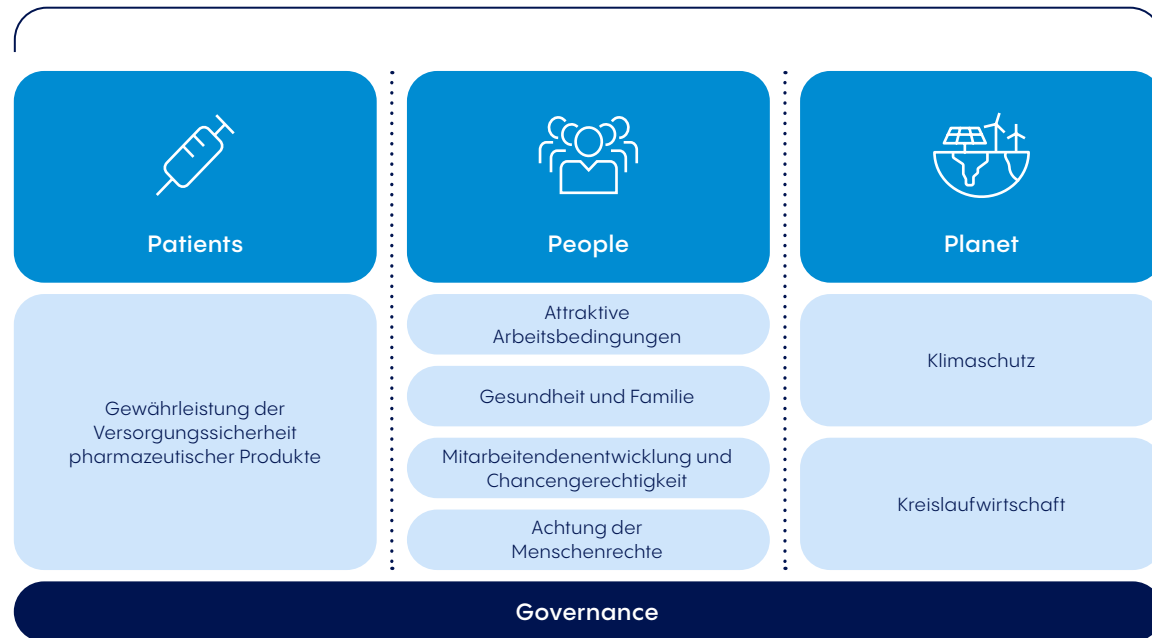 Patients
Gewährleistung der
Versorgungssicherheit
pharmazeutischer Produkte
People
Attraktive
Arbeitsbedingungen
Gesundheit und Familie
Mitarbeitendenentwicklung und
Chancengerechtigkeit
Achtung der
Menschenrechte
Planet
Klimaschutz
Kreislaufwirtschaft
Governance